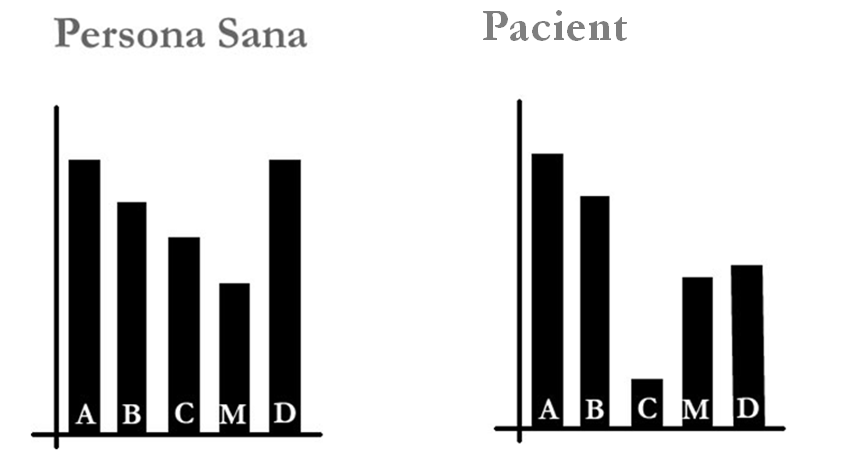 Persona Sana
Pacient
A B C M D
A B C M D